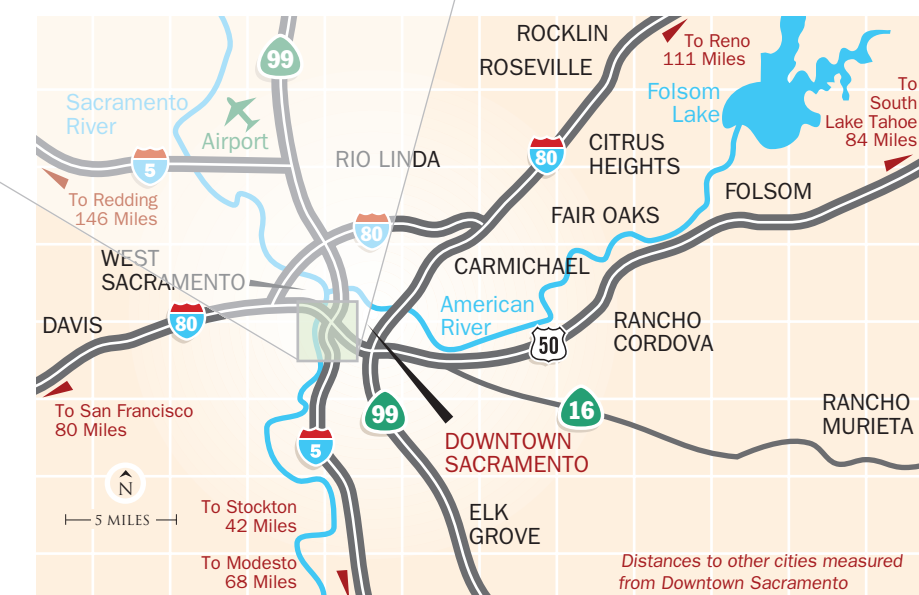 ROCKLIN
ROSEVILLE
To Reno
111 Miles
Folsom
Lake
To
South
Lake Tahoe
84 Miles
99
Sacramento
River
Airport
5
RIO LINDA
80
CITRUS
HEIGHTS
To Redding
146 Miles
FOLSOM
FAIR OAKS
80
WEST
SACRAMENTO
CARMICHAEL
American
River
DAVIS
80
50
RANCHO
CORDOVA
To San Francisco
80 Miles
99
16
RANCHO
MURIETA
DOWNTOWN
SACRAMENTO
5
N
5 MILES
To Stockton
42 Miles
ELK
GROVE
To Modesto
68 Miles
Distances to other cities measured
from Downtown Sacramento